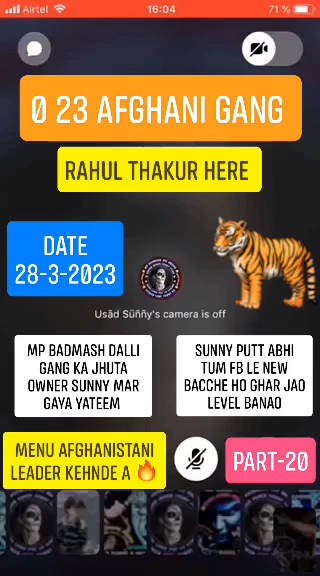 Airtel
16:04
71 %
0 23 AFGHANI GANG
RAHUL THAKUR HERE
DATE
28-3-2023
Usãd Süññy's camera is off
MP BADMASH DALLI
GANG KA JHUTA
OWNER SUNNY MAR
GAYA YATEEM
SUNNY PUTT ABHI
TUM FB LE NEW
BACCHE HO GHAR JAO
LEVEL BANAO
MENU AFGHANISTANI
LEADER KEHNDE A 🔥
PART-20